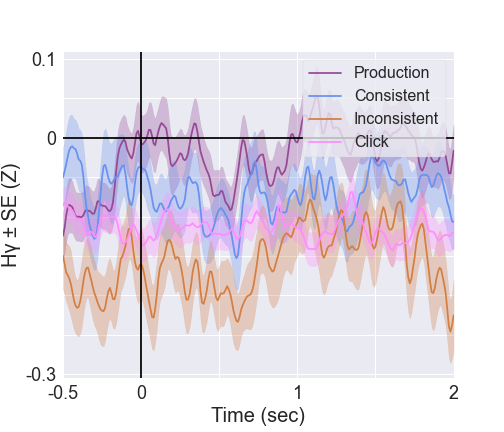 0.1
0
-0.3
Hγ ± SE (Z)
Production
Consistent
Inconsistent
Click
-0.5 0 1 2
Time (sec)